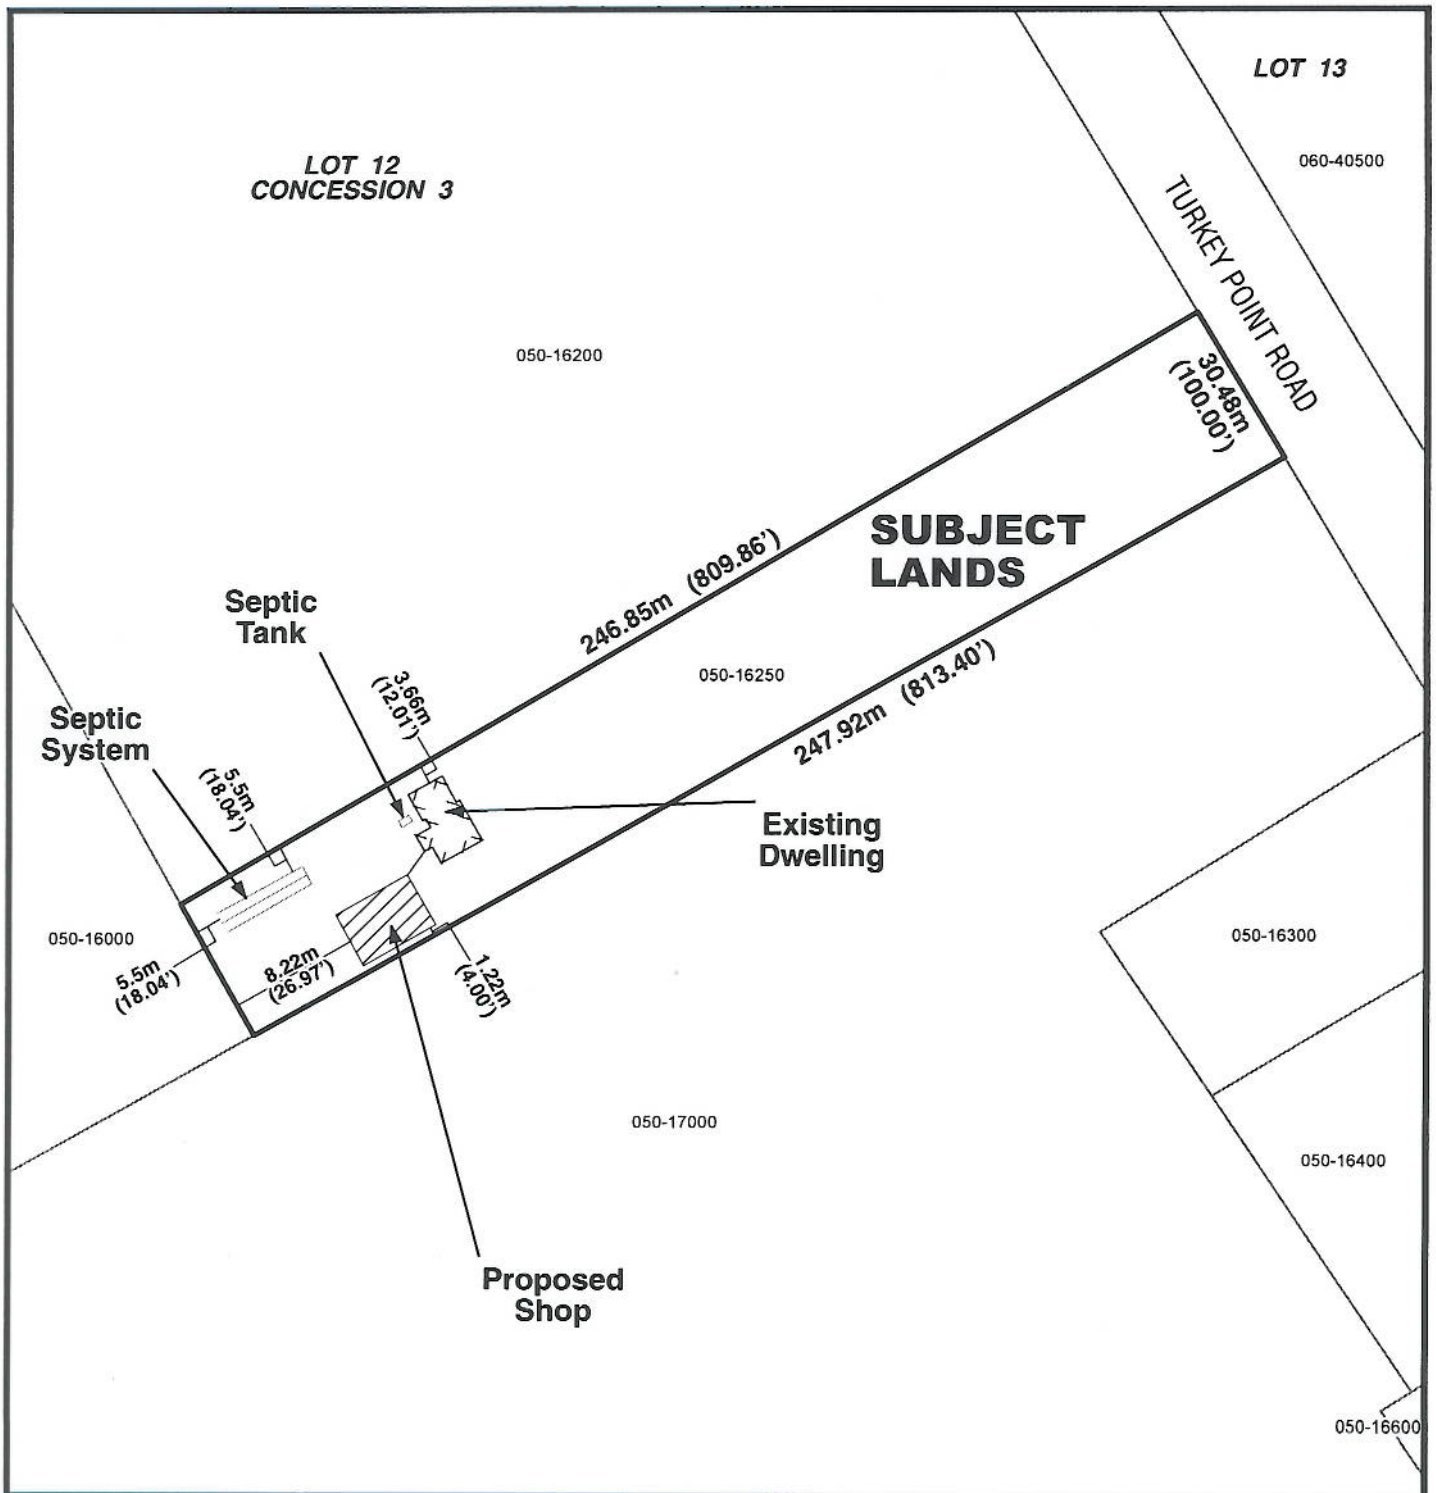 LOT 13
060-40500
LOT 12
CONCESSION 3
TURKEY POINT ROAD
050-16200
30.48m
(100.00')
SUBJECT
LANDS
246.85m (809.86')
Septic
Tank
050-16250
247.92m (813.40')
3.66m
(12.01')
Septic
System
5.5m
(18.04')
Existing
Dwelling
050-16000
5.5m
(18.04')
8.22m
(26.97')
1.22m
(4.00')
050-16300
050-17000
050-16400
Proposed
Shop
050-16600